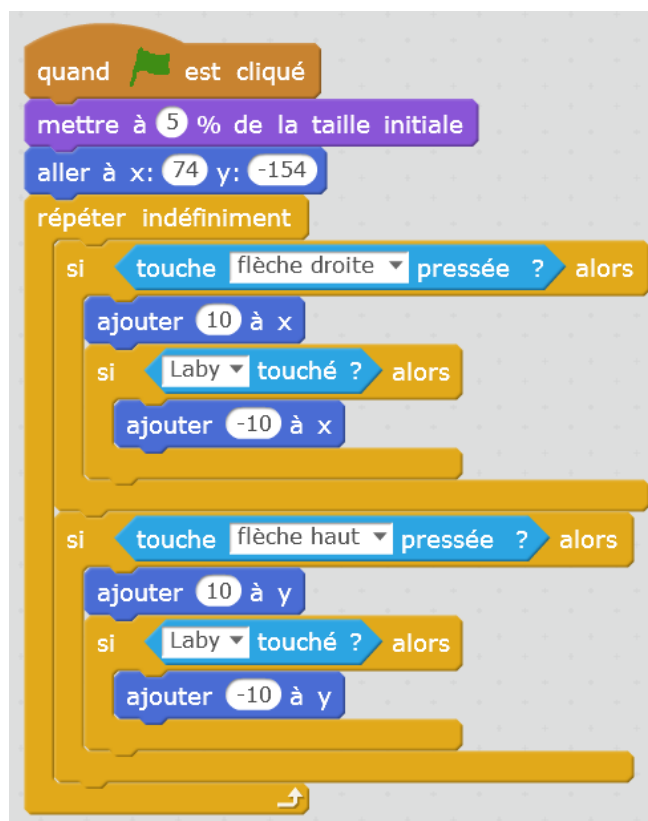 quand est cliqué
mettre à 5 % de la taille initiale
aller à x: 74 y: -154
répéter indéfiniment
si touche flèche droite pressée ? alors
ajouter 10 à x
si Laby touché ? alors
ajouter -10 à x
si touche flèche haut pressée ? alors
ajouter 10 à y
si Laby touché ? alors
ajouter -10 à y